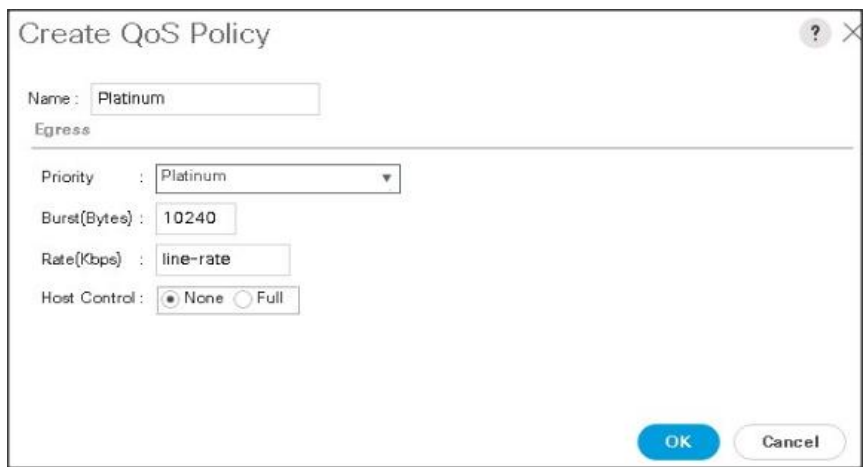 Create QoS Policy
?
Name : Platinum
Egress
Priority : Platinum
Burst(Bytes) : 10240
Rate(Kbps) : line-rate
Host Control : None Full
OK Cancel